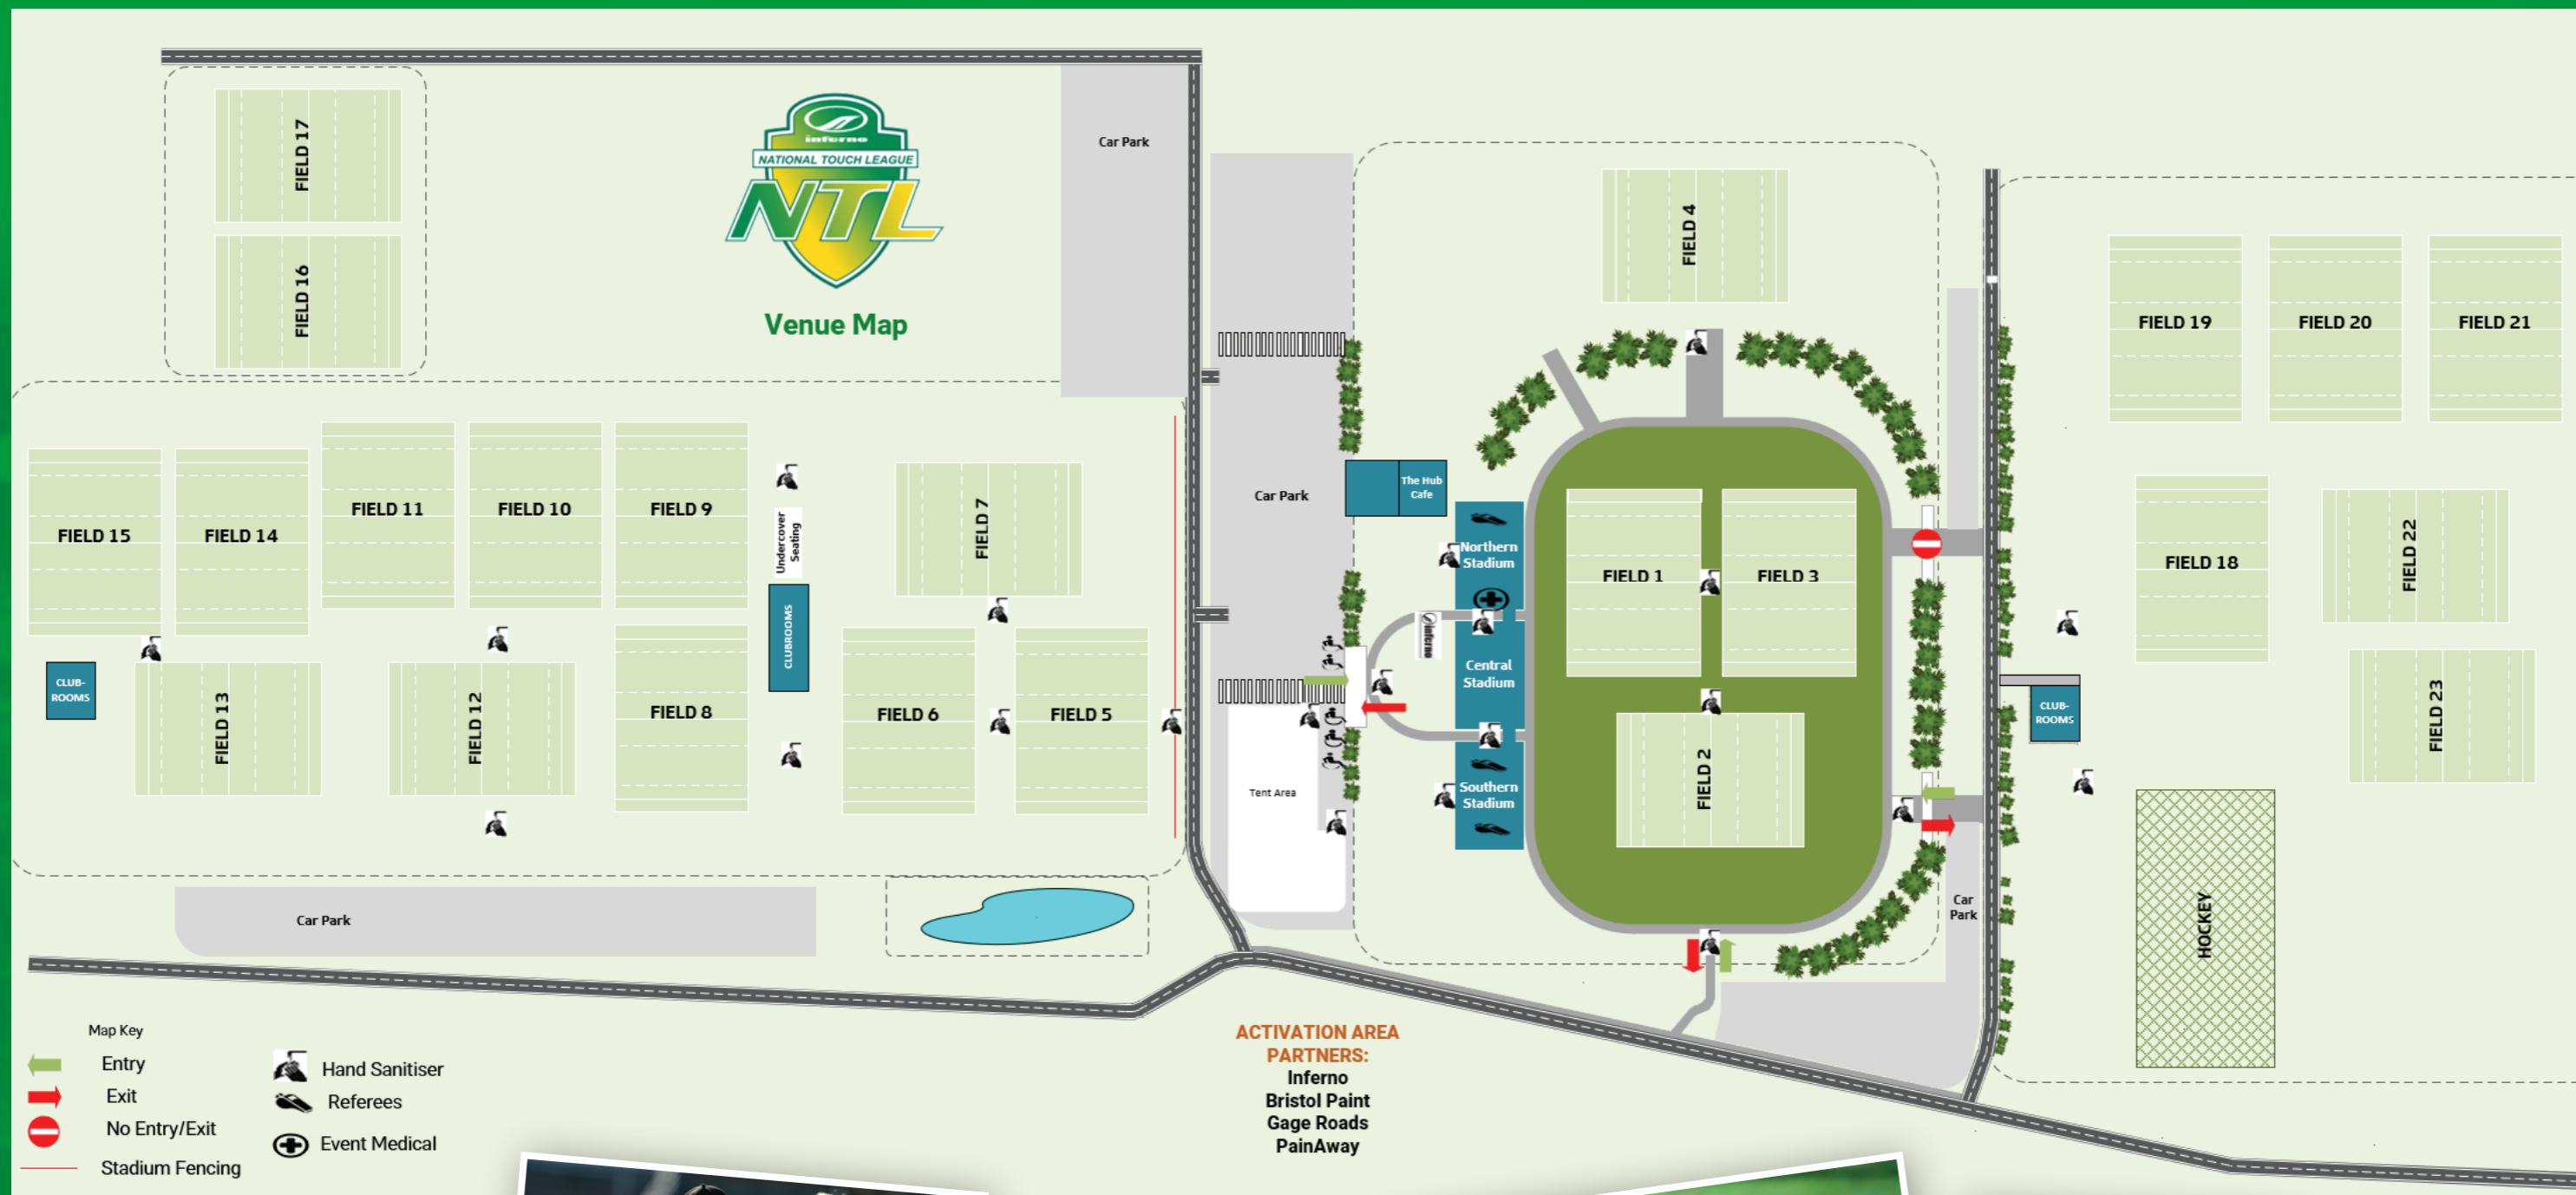 inferno
NATIONAL TOUCH LEAGUE
NTL
Venue Map
FIELD 17
FIELD 16
Car Park
FIELD 4
FIELD 19
FIELD 20
FIELD 21
FIELD 15
FIELD 14
FIELD 11
FIELD 10
FIELD 9
Undercover
Seating
FIELD 7
Car Park
The Hub
Cafe
Northern
Stadium
FIELD 1
FIELD 3
FIELD 18
FIELD 22
CLUB-
ROOMS
FIELD 13
FIELD 12
FIELD 8
CLUBROOMS
FIELD 6
FIELD 5
inferno
Central
Stadium
Southern
Stadium
FIELD 2
Tent Area
CLUB-
ROOMS
FIELD 23
Car Park
Car
Park
HOCKEY
Map Key
Entry
Exit
No Entry/Exit
Stadium Fencing
Hand Sanitiser
Referees
Event Medical
ACTIVATION AREA
PARTNERS:
Inferno
Bristol Paint
Gage Roads
PainAway